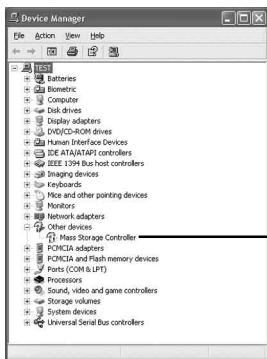 Device Manager
File Action View Help
TEST
Batteries
Biometric
Computer
Disk drives
Display adapters
DVD/CD-ROM drives
Human Interface Devices
IDE ATA/ATAPI controllers
IEEE 1394 Bus host controllers
Imaging devices
Keyboards
Mice and other pointing devices
Monitors
Network adapters
Other devices
Mass Storage Controller
PCMCIA adapters
PCMCIA and Flash memory devices
Ports (COM & LPT)
Processors
Sound, video and game controllers
Storage volumes
System devices
Universal Serial Bus controllers